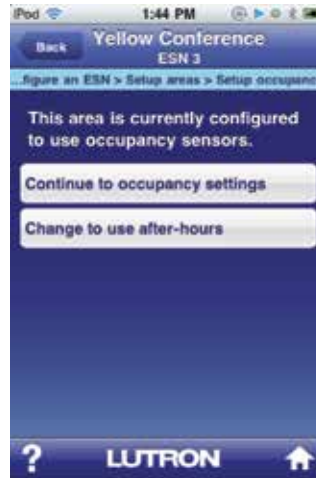 iPod 1:44 PM
Back
Yellow Conference
ESN 3
...figure an ESN > Setup areas > Setup occupanc
This area is currently configured
to use occupancy sensors.
Continue to occupancy settings
Change to use after-hours
? LUTRON